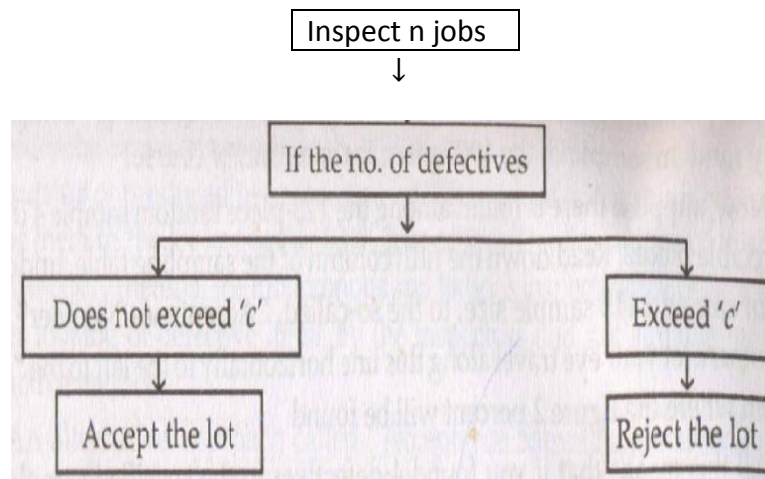 Inspect n jobs
If the no. of defectives
Does not exceed 'c'
Exceed 'c'
Accept the lot
Reject the lot